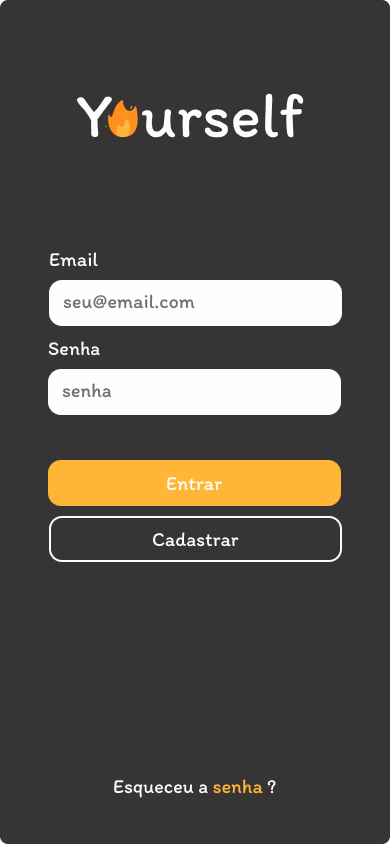 Yourself
Email
seu@email.com
Senha
senha
Entrar
Cadastrar
Esqueceu a senha ?